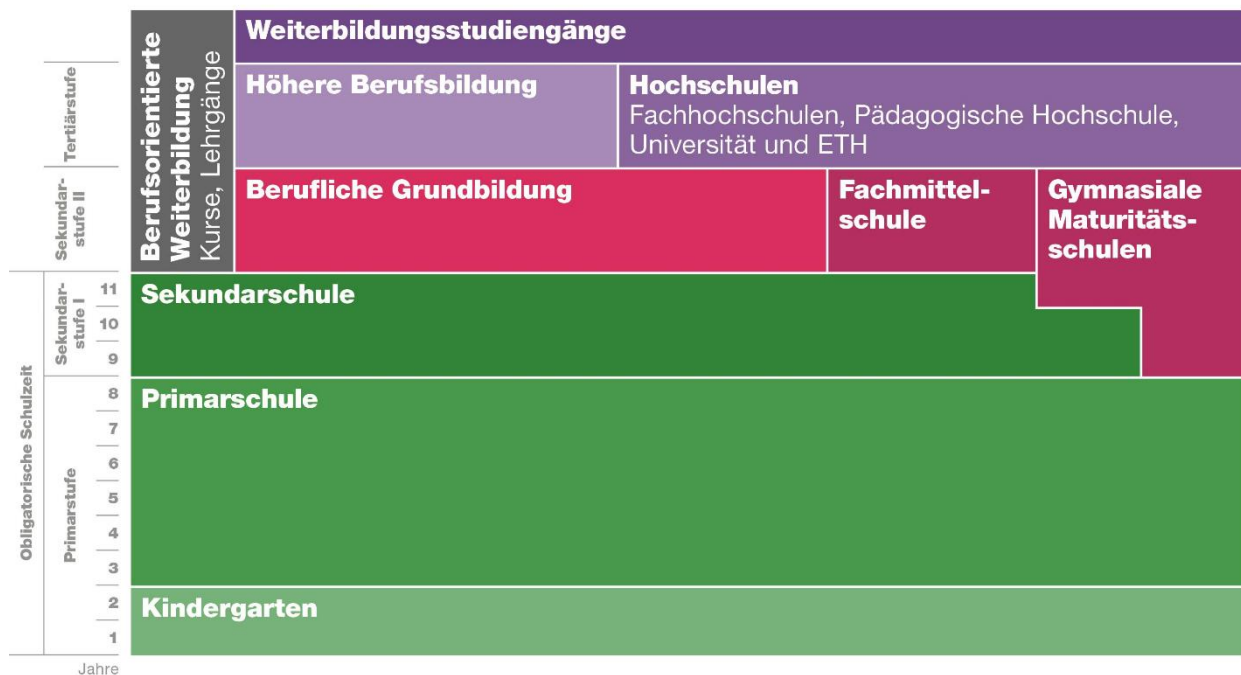 Weiterbildungsstudiengänge
Berufsorientierte
Weiterbildung
Kurse, Lehrgänge
Tertiärstufe
Höhere Berufsbildung
Hochschulen
Fachhochschulen, Pädagogische Hochschule,
Universität und ETH
Sekundar-
stufe II
Berufliche Grundbildung
Fachmittel-
schule
Gymnasiale
Maturitäts-
schulen
Obligatorische Schulzeit
Sekundar-
stufe I
11
10
9
Sekundarschule
Primarstufe
8
7
6
5
4
3
Primarschule
2
1
Kindergarten
Jahre